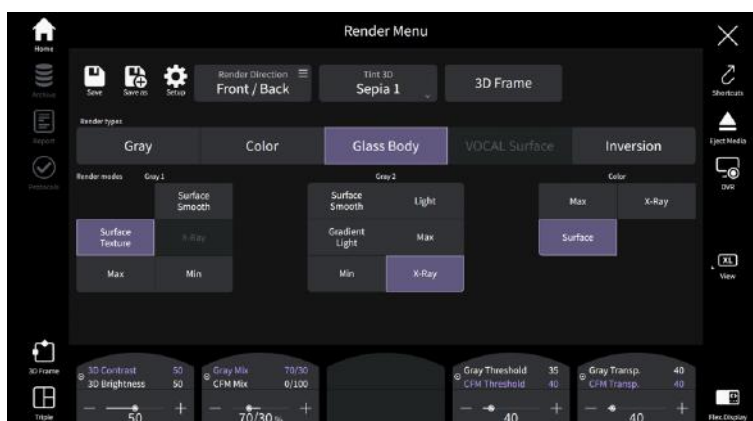 Render Menu
Home
Archive
Report
Protocols
Save
Save as
Setup
Render Direction
Front / Back
Tint 3D
Sepia 1
3D Frame
Shortcuts
Eject Media
DVR
XL
View
Render types
Gray
Color
Glass Body
VOCAL Surface
Inversion
Render modes
Gray 1
Gray 2
Color
Surface Smooth
Surface Texture
X-Ray
Max
Min
Surface Smooth
Light
Gradient Light
Max
Min
X-Ray
Max
X-Ray
Surface
3D Frame
Triple
3D Contrast 50
3D Brightness 50
50
Gray Mix 70/30
CFM Mix 0/100
70/30 %
Gray Threshold 35
CFM Threshold 40
40
Gray Transp. 40
CFM Transp. 40
40
Flex.Display